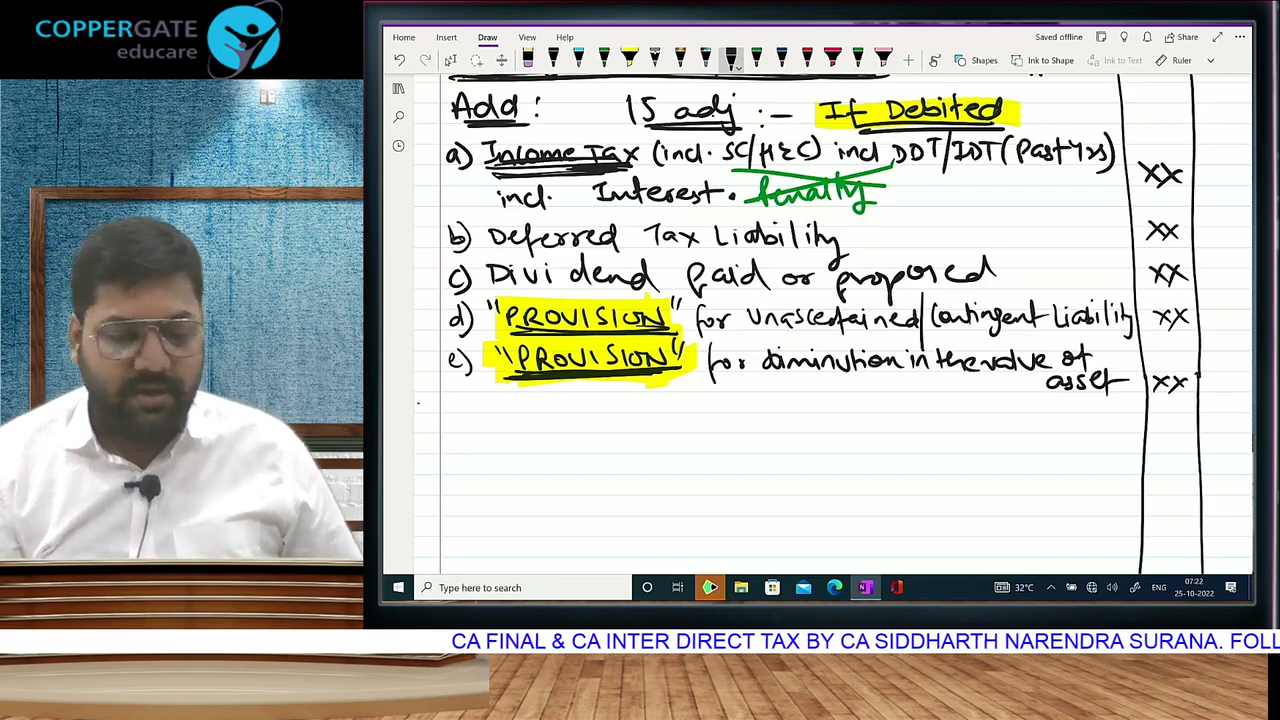 COPPERGATE
educare
Home Insert Draw View Help
Saved offline
Share
Shapes
Ink to Shape
Ink to Text
Ruler
Add : 15 adj :- If Debited
a) Income Tax (incl. SC/H&EC) incl DDT/IDT (Past Yrs) XX
incl. Interest. Penalty
b) Deferred Tax Liability XX
c) Dividend paid or proposed XX
d) "PROVISION" for Unascertained/Contingent Liability XX
e) "PROVISION" for diminution in the value of
asset XX
Type here to search
32°C
ENG
07:22
25-10-2022
CA FINAL & CA INTER DIRECT TAX BY CA SIDDHARTH NARENDRA SURANA. FOLL